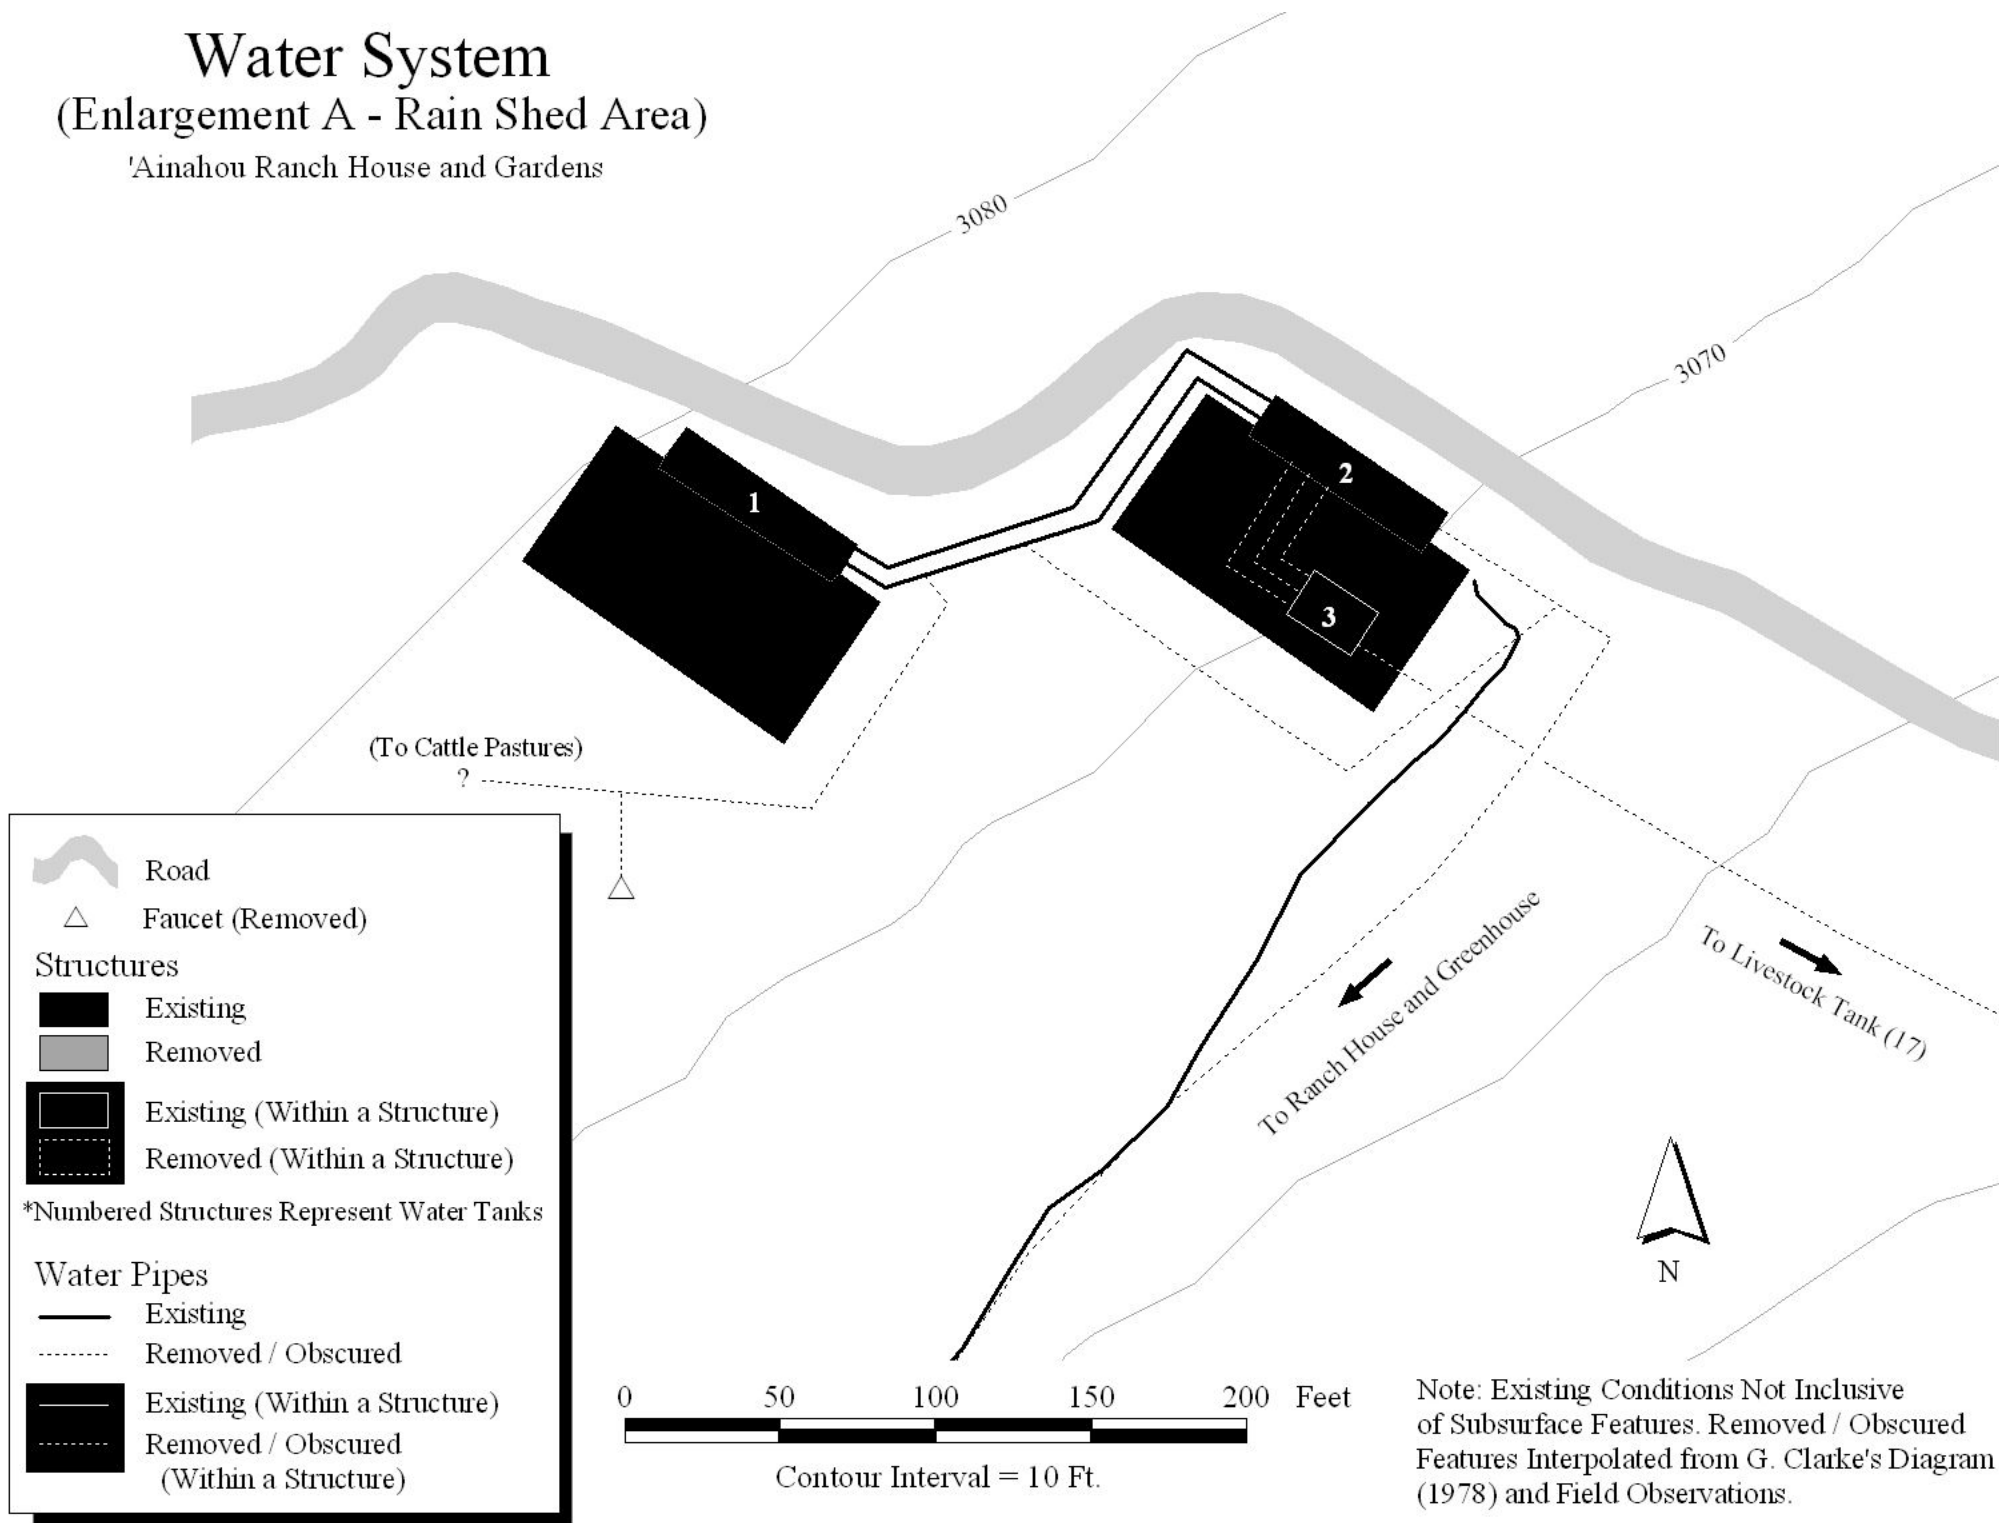 Water System
(Enlargement A - Rain Shed Area)
'Ainahou Ranch House and Gardens
3080
3070
1
2
3
(To Cattle Pastures)
?
To Ranch House and Greenhouse
To Livestock Tank (17)
Road
Faucet (Removed)
Structures
Existing
Removed
Existing (Within a Structure)
Removed (Within a Structure)
*Numbered Structures Represent Water Tanks
Water Pipes
Existing
Removed / Obscured
Existing (Within a Structure)
Removed / Obscured
(Within a Structure)
N
0 50 100 150 200 Feet
Contour Interval = 10 Ft.
Note: Existing Conditions Not Inclusive
of Subsurface Features. Removed / Obscured
Features Interpolated from G. Clarke's Diagram
(1978) and Field Observations.